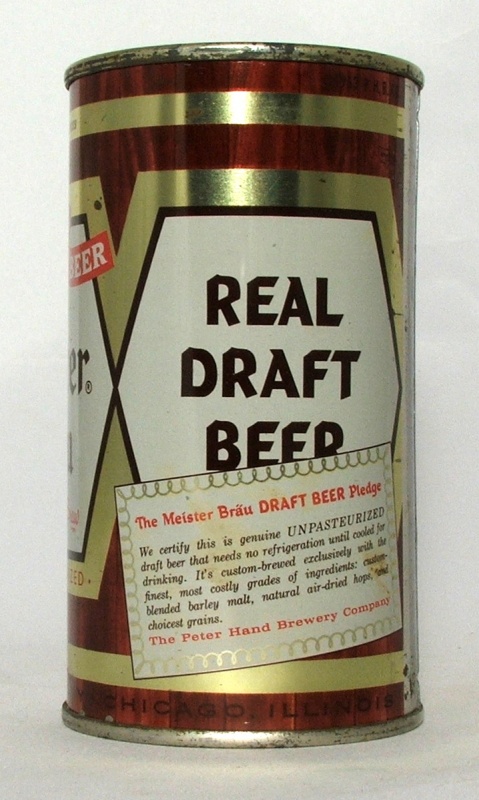 BEER
er.®
REAL
DRAFT
BEER
The Meister Bräu DRAFT BEER Pledge
We certify this is genuine UNPASTEURIZED
draft beer that needs no refrigeration until cooled for
drinking. It's custom-brewed exclusively with the
finest, most costly grades of ingredients: custom-
blended barley malt, natural air-dried hops, and
choicest grains.
The Peter Hand Brewery Company
CHICAGO, ILLINOIS